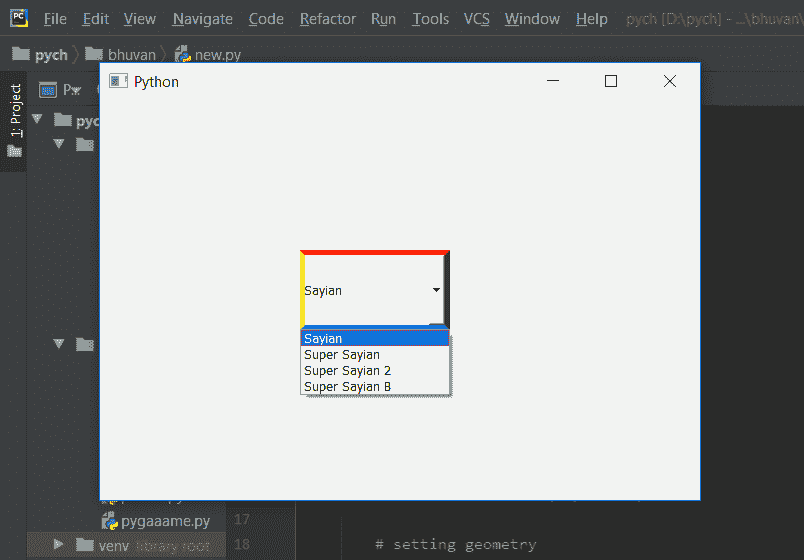 PC File Edit View Navigate Code Refactor Run Tools VCS Window Help pych [D:\pych] - ...\bhuvan\
pych bhuvan new.py
Python
1: Project
P
pyc
Sayian
Sayian
Super Sayian
Super Sayian 2
Super Sayian B
pygaaame.py 17
venv library root 18 # setting geometry